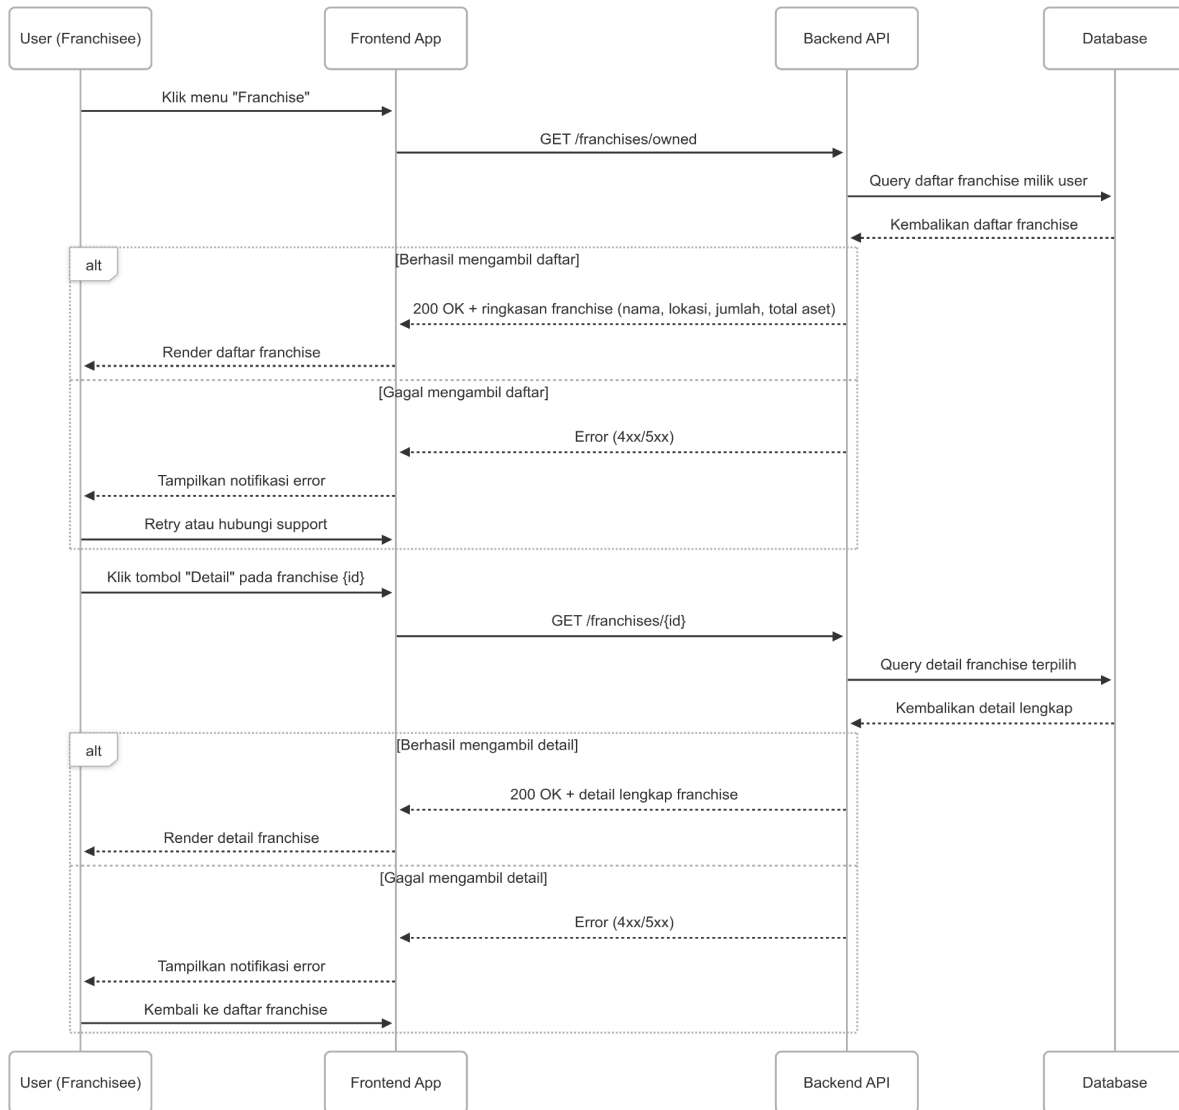 User (Franchisee)
Frontend App
Backend API
Database
Klik menu "Franchise"
GET /franchises/owned
Query daftar franchise milik user
Kembalikan daftar franchise
alt
[Berhasil mengambil daftar]
200 OK + ringkasan franchise (nama, lokasi, jumlah, total aset)
Render daftar franchise
[Gagal mengambil daftar]
Error (4xx/5xx)
Tampilkan notifikasi error
Retry atau hubungi support
Klik tombol "Detail" pada franchise {id}
GET /franchises/{id}
Query detail franchise terpilih
Kembalikan detail lengkap
alt
[Berhasil mengambil detail]
200 OK + detail lengkap franchise
Render detail franchise
[Gagal mengambil detail]
Error (4xx/5xx)
Tampilkan notifikasi error
Kembali ke daftar franchise
User (Franchisee)
Frontend App
Backend API
Database